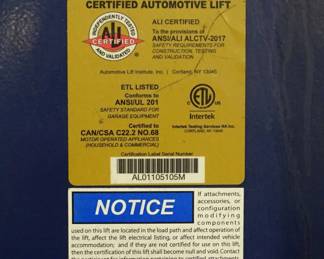 CERTIFIED AUTOMOTIVE LIFT
INDEPENDENTLY TESTED
ALI
CERTIFIED
AND VALIDATED
ALI CERTIFIED
To the provisions of
ANSI/ALI ALCTV-2017
SAFETY REQUIREMENTS FOR
CONSTRUCTION, TESTING
AND VALIDATION
Automotive Lift Institute, Inc. | Cortland, NY 13045
ETL LISTED
Conforms to
ANSI/UL 201
SAFETY STANDARD FOR
GARAGE EQUIPMENT
Certified to
CAN/CSA C22.2 NO.68
MOTOR OPERATED APPLIANCES
(HOUSEHOLD & COMMERCIAL)
ETL
Intertek
Intertek Testing Services NA Inc.
CORTLAND, NY 13045
Certification Label Serial Number
AL01105105M
NOTICE
If attachments,
accessories, or
configuration
modifying
components
used on this lift are located in the load path and affect operation of
the lift, affect the lift electrical listing, or affect intended vehicle
accommodation; and if they are not certified for use on this lift,
then the certification of this lift shall become null and void. Contact